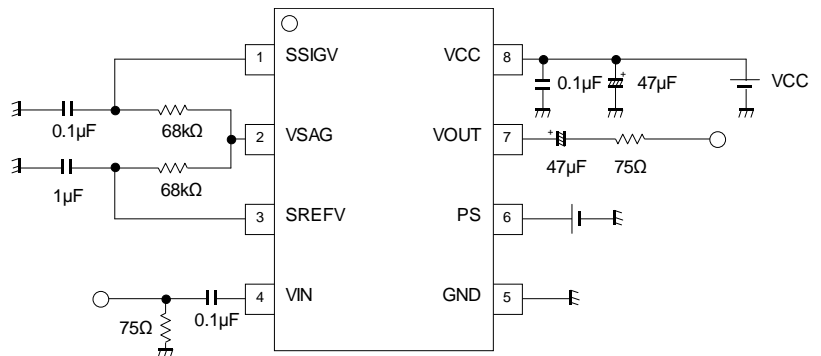 1 SSIGV VCC 8
0.1µF 47µF VCC
0.1µF 68kΩ
2 VSAG VOUT 7
47µF 75Ω
1µF 68kΩ
3 SREFV PS 6
4 VIN GND 5
75Ω 0.1µF